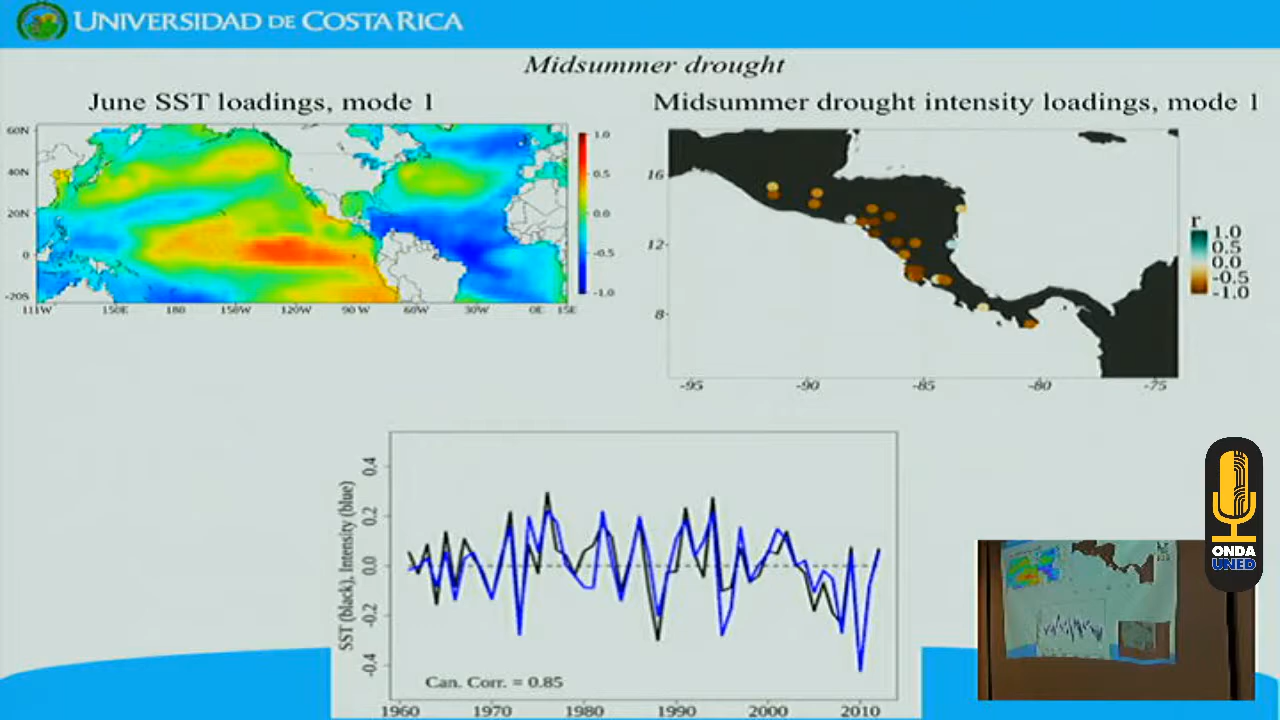 UNIVERSIDAD DE COSTA RICA
Midsummer drought
June SST loadings, mode 1
Midsummer drought intensity loadings, mode 1
60N
40N
20N
0
-20S
111W
150E
180
150W
120W
90 W
60W
30W
0E
15E
1.0
0.5
0.0
-0.5
-1.0
16
12
8
-95
-90
-85
-80
-75
r
1.0
0.5
0.0
-0.5
-1.0
SST (black), Intensity (blue)
0.4
0.2
0.0
-0.2
-0.4
Can. Corr. = 0.85
1960
1970
1980
1990
2000
2010
ONDA
UNED